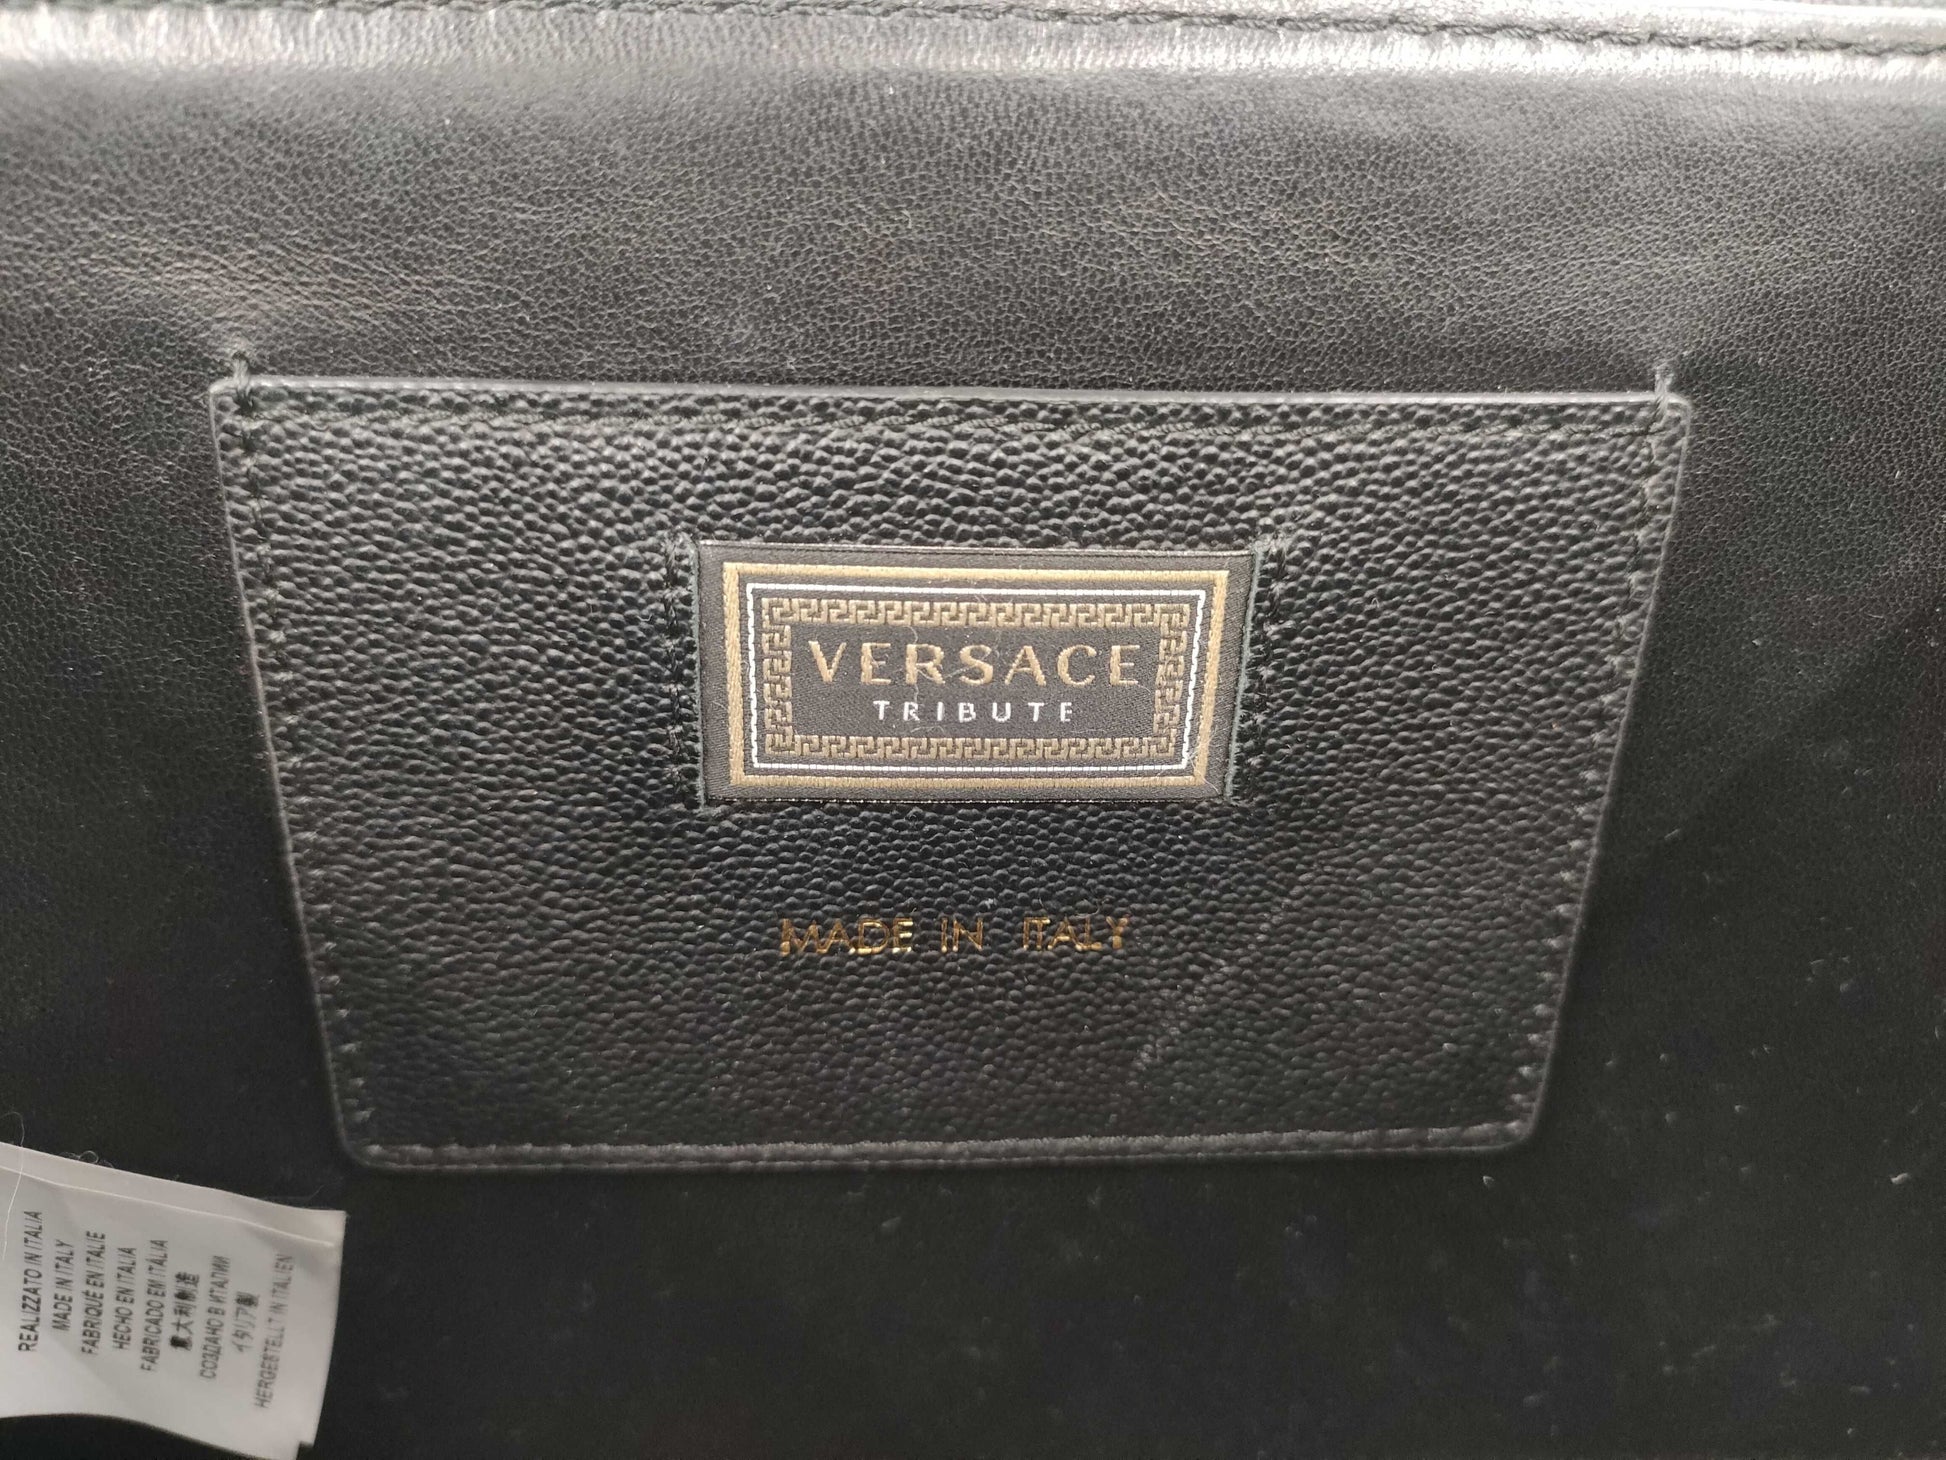 VERSACE
TRIBUTE
MADE IN ITALY
REALIZZATO IN ITALIA
MADE IN ITALY
FABRIQUÉ EN ITALIE
HECHO EN ITALIA
FABRICADO EM ITÁLIA
意大利制造
СОЗДАНО В ИТАЛИИ
イタリア製
HERGESTELLT IN ITALIEN